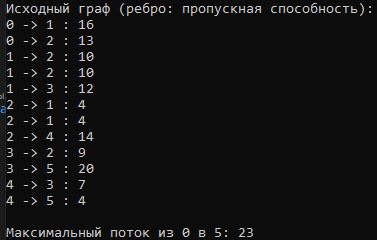 Исходный граф (ребро: пропускная способность):
0 -> 1 : 16
0 -> 2 : 13
1 -> 2 : 10
1 -> 2 : 10
1 -> 3 : 12
2 -> 1 : 4
2 -> 1 : 4
2 -> 4 : 14
3 -> 2 : 9
3 -> 5 : 20
4 -> 3 : 7
4 -> 5 : 4
Максимальный поток из 0 в 5: 23